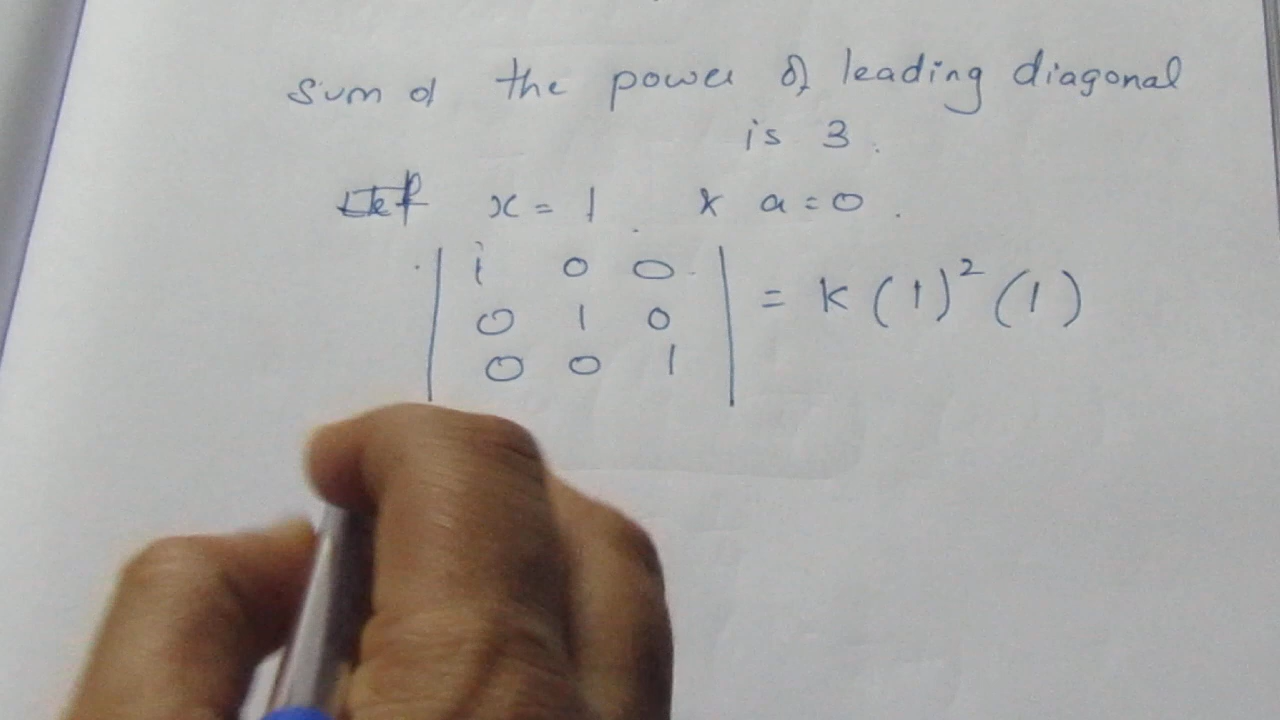 Sum of the power of leading diagonal
is 3.
x = 1 x a = 0.
| 1 0 0 |
| 0 1 0 | = K (1)² (1)
| 0 0 1 |